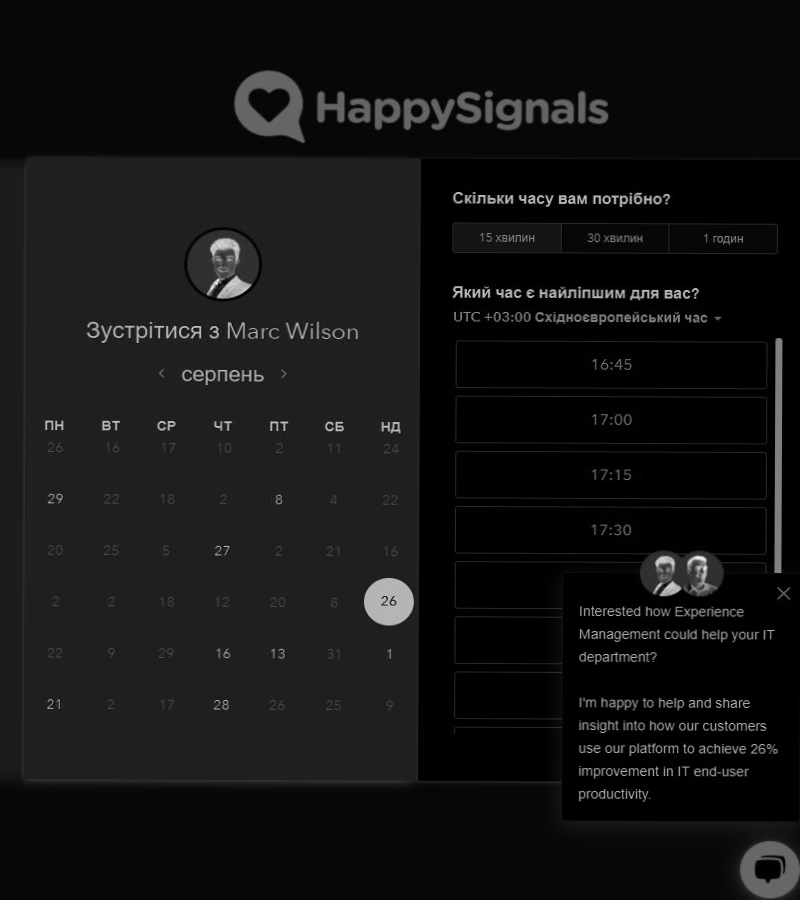 HappySignals
Зустрітися з Marc Wilson
серпень
ПН ВТ СР ЧТ ПТ СБ НД
26 16 17 10 2 11 24
29 22 18 2 8 4 22
20 25 5 27 2 21 16
2 2 18 12 20 8 26
22 9 29 16 13 31 1
21 2 17 28 26 25 9
Скільки часу вам потрібно?
15 хвилин 30 хвилин 1 годин
Який час є найліпшим для вас?
UTC +03:00 Східноєвропейський час
16:45
17:00
17:15
17:30
Interested how Experience
Management could help your IT
department?
I'm happy to help and share
insight into how our customers
use our platform to achieve 26%
improvement in IT end-user
productivity.